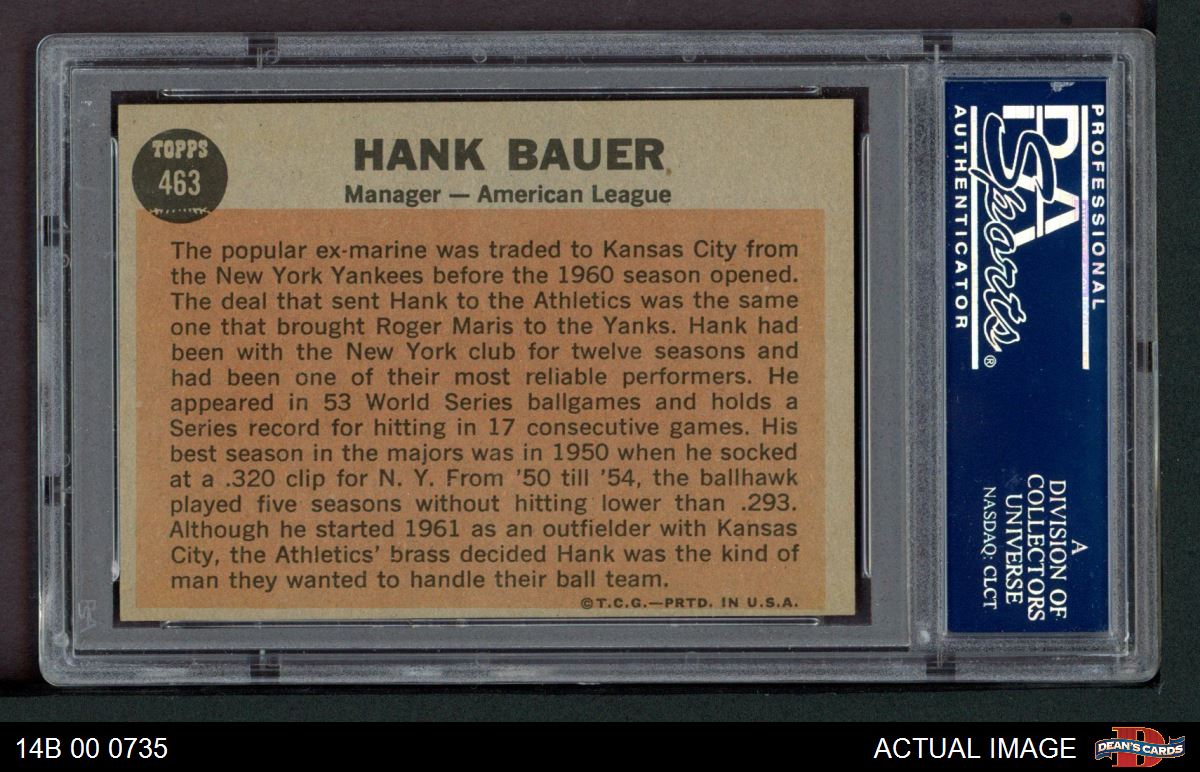 TOPPS
463
HANK BAUER
Manager — American League
The popular ex-marine was traded to Kansas City from
the New York Yankees before the 1960 season opened.
The deal that sent Hank to the Athletics was the same
one that brought Roger Maris to the Yanks. Hank had
been with the New York club for twelve seasons and
had been one of their most reliable performers. He
appeared in 53 World Series ballgames and holds a
Series record for hitting in 17 consecutive games. His
best season in the majors was in 1950 when he socked
at a .320 clip for N. Y. From '50 till '54, the ballhawk
played five seasons without hitting lower than .293.
Although he started 1961 as an outfielder with Kansas
City, the Athletics' brass decided Hank was the kind of
man they wanted to handle their ball team.
©T.C.G.—PRTD. IN U.S.A.
PROFESSIONAL
PSA
Sports®
AUTHENTICATOR
A
DIVISION OF
COLLECTORS
UNIVERSE
NASDAQ: CLCT
14B 00 0735
ACTUAL IMAGE
D
DEAN'S CARDS